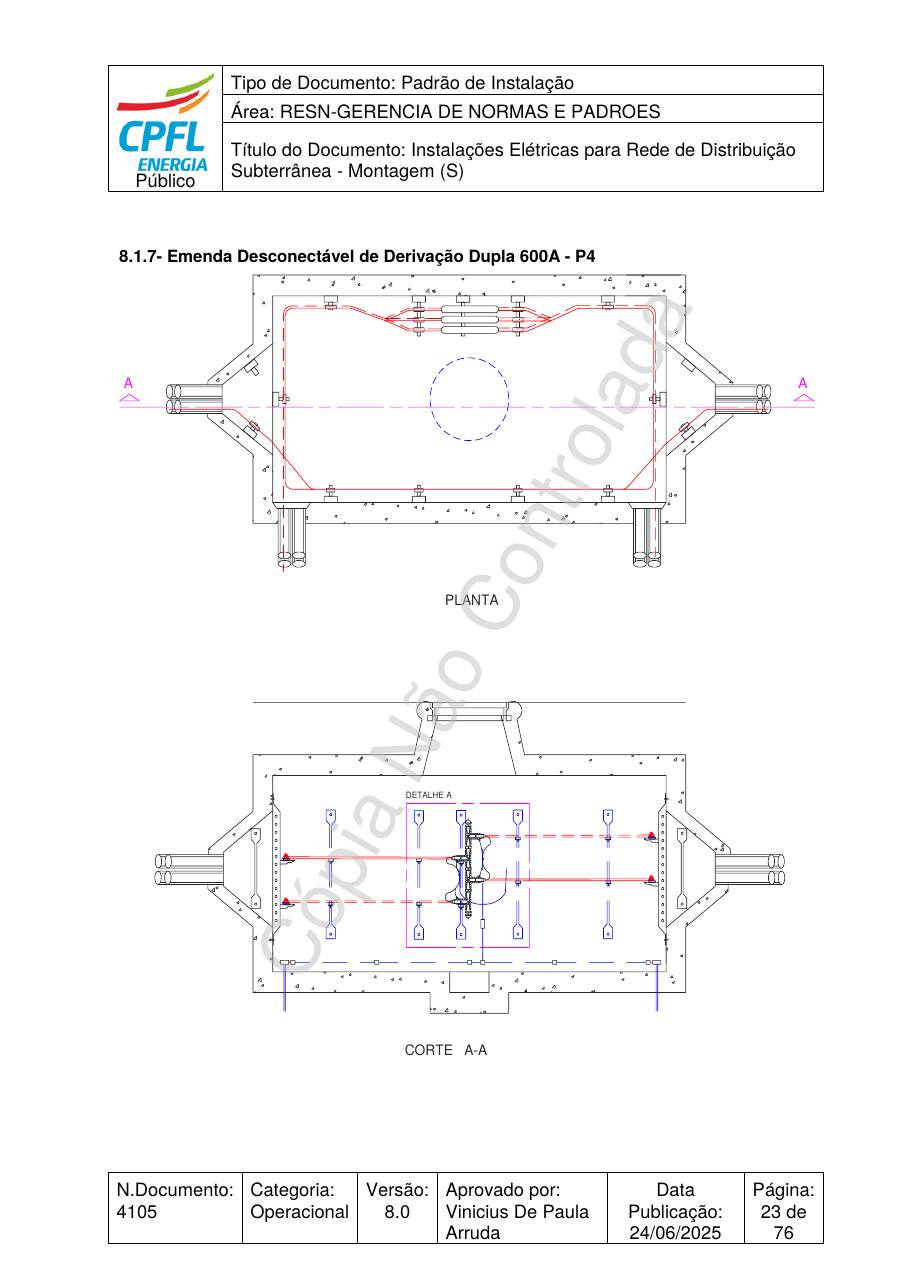 CPFL
ENERGIA
Público
Tipo de Documento: Padrão de Instalação
Área: RESN-GERENCIA DE NORMAS E PADROES
Título do Documento: Instalações Elétricas para Rede de Distribuição
Subterrânea - Montagem (S)
8.1.7- Emenda Desconectável de Derivação Dupla 600A - P4
A
A
PLANTA
DETALHE A
CORTE A-A
Cópia Não Controlada
N.Documento:
4105
Categoria:
Operacional
Versão:
8.0
Aprovado por:
Vinicius De Paula
Arruda
Data
Publicação:
24/06/2025
Página:
23 de
76